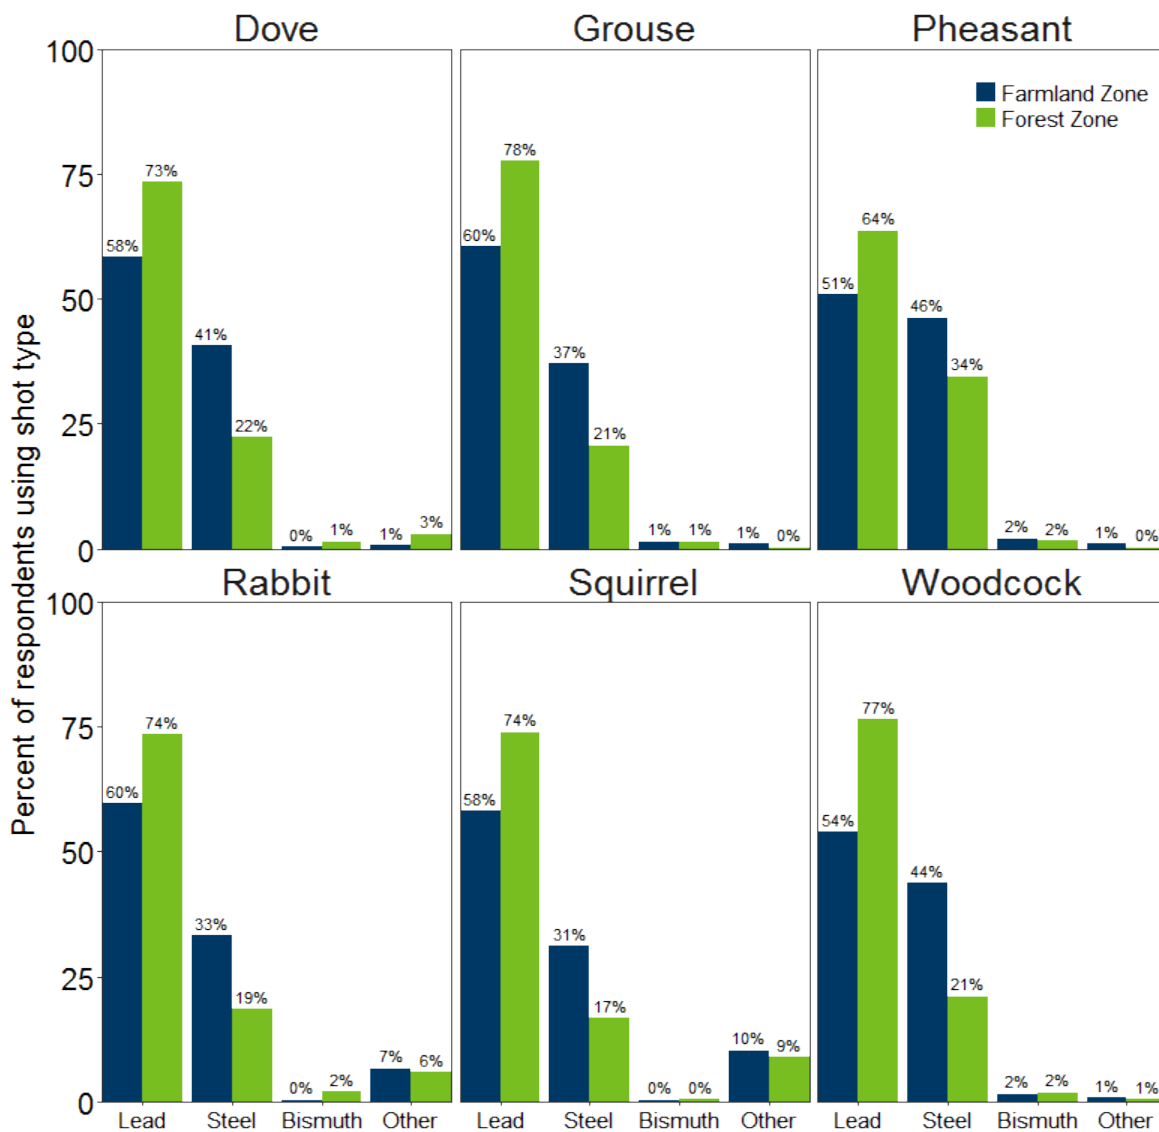 Dove Grouse Pheasant
Percent of respondents using shot type
100
75
50
25
0
Farmland Zone
Forest Zone
58% 73% 41% 22% 0% 1% 1% 3%
60% 78% 37% 21% 1% 1% 1% 0%
51% 64% 46% 34% 2% 2% 1% 0%
Rabbit Squirrel Woodcock
100
75
50
25
0
60% 74% 33% 19% 0% 2% 7% 6%
58% 74% 31% 17% 0% 0% 10% 9%
54% 77% 44% 21% 2% 2% 1% 1%
Lead Steel Bismuth Other Lead Steel Bismuth Other Lead Steel Bismuth Other